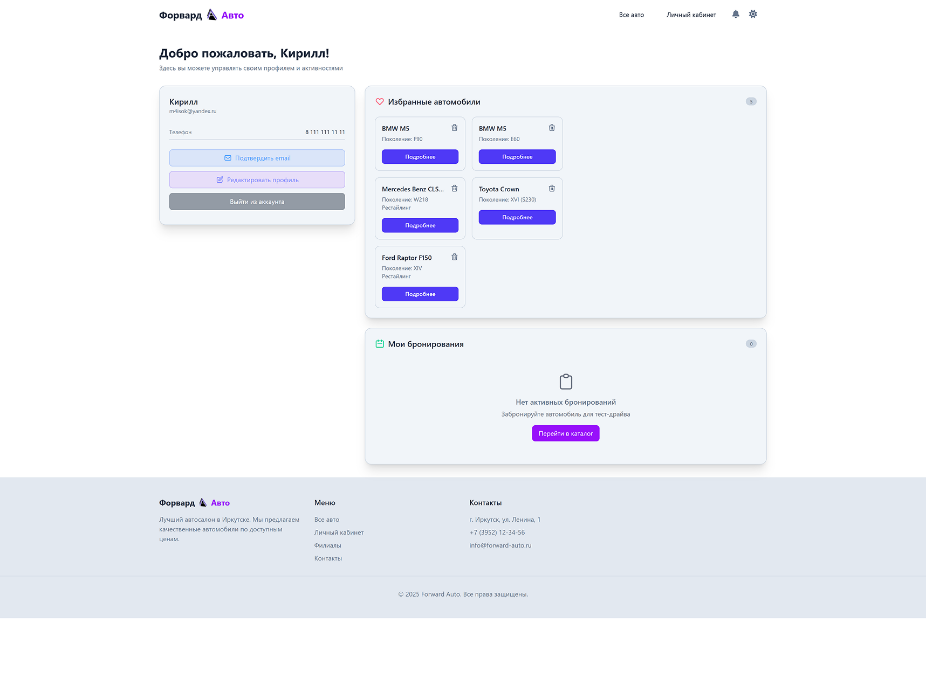 Форвард Авто
Все авто
Личный кабинет
Добро пожаловать, Кирилл!
Здесь вы можете управлять своим профилем и активностями
Кирилл
Телефон
8 111 111 11 11
Подтвердить email
Редактировать профиль
Выйти из аккаунта
Избранные автомобили
5
BMW M5
Поколение: F90
Подробнее
BMW M5
Поколение: E60
Подробнее
Mercedes Benz CLS...
Поколение: W218
Рестайлинг
Подробнее
Toyota Crown
Поколение: XVI (S230)
Подробнее
Ford Raptor F150
Поколение: XIV
Рестайлинг
Подробнее
Мои бронирования
0
Нет активных бронирований
Забронируйте автомобиль для тест-драйва
Перейти в каталог
Форвард Авто
Лучший автосалон в Иркутске. Мы предлагаем
качественные автомобили по доступным
ценам.
Меню
Все авто
Личный кабинет
Филиалы
Контакты
Контакты
г. Иркутск, ул. Ленина, 1
+7 (3952) 12-34-56
info@forward-auto.ru
© 2025 Forward Auto. Все права защищены.